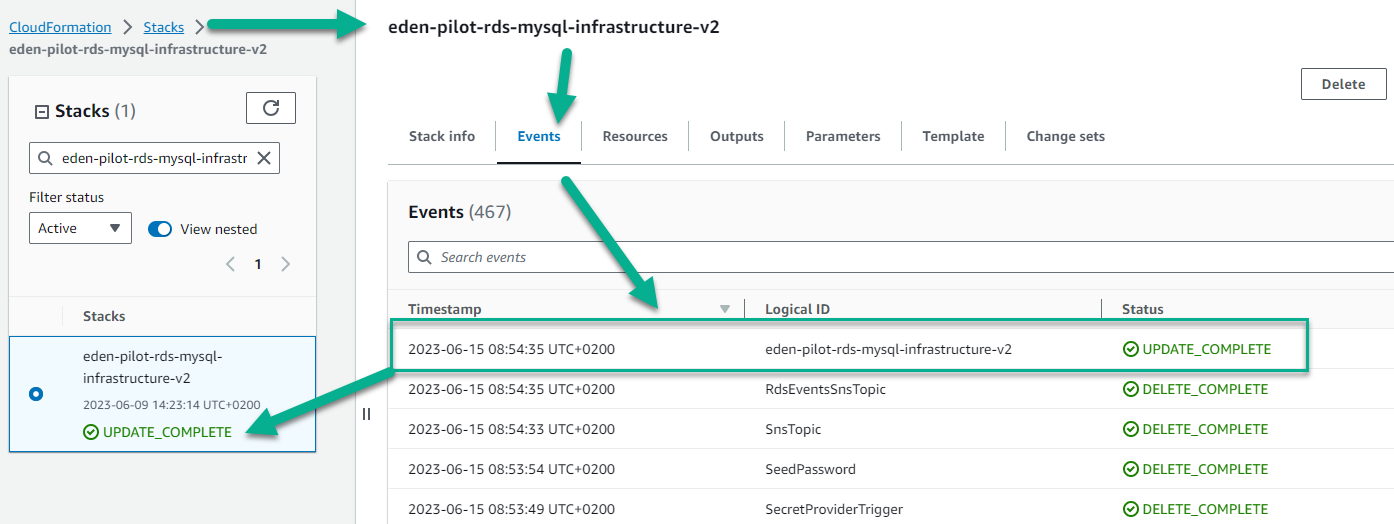 CloudFormation > Stacks >
eden-pilot-rds-mysql-infrastructure-v2
Stacks (1)
eden-pilot-rds-mysql-infrastr
Filter status
Active View nested
1
Stacks
eden-pilot-rds-mysql-
infrastructure-v2
2023-06-09 14:23:14 UTC+0200
UPDATE_COMPLETE
eden-pilot-rds-mysql-infrastructure-v2
Delete
Stack info Events Resources Outputs Parameters Template Change sets
Events (467)
Search events
Timestamp Logical ID Status
2023-06-15 08:54:35 UTC+0200 eden-pilot-rds-mysql-infrastructure-v2 UPDATE_COMPLETE
2023-06-15 08:54:35 UTC+0200 RdsEventsSnsTopic DELETE_COMPLETE
2023-06-15 08:54:33 UTC+0200 SnsTopic DELETE_COMPLETE
2023-06-15 08:53:54 UTC+0200 SeedPassword DELETE_COMPLETE
2023-06-15 08:53:49 UTC+0200 SecretProviderTrigger DELETE_COMPLETE